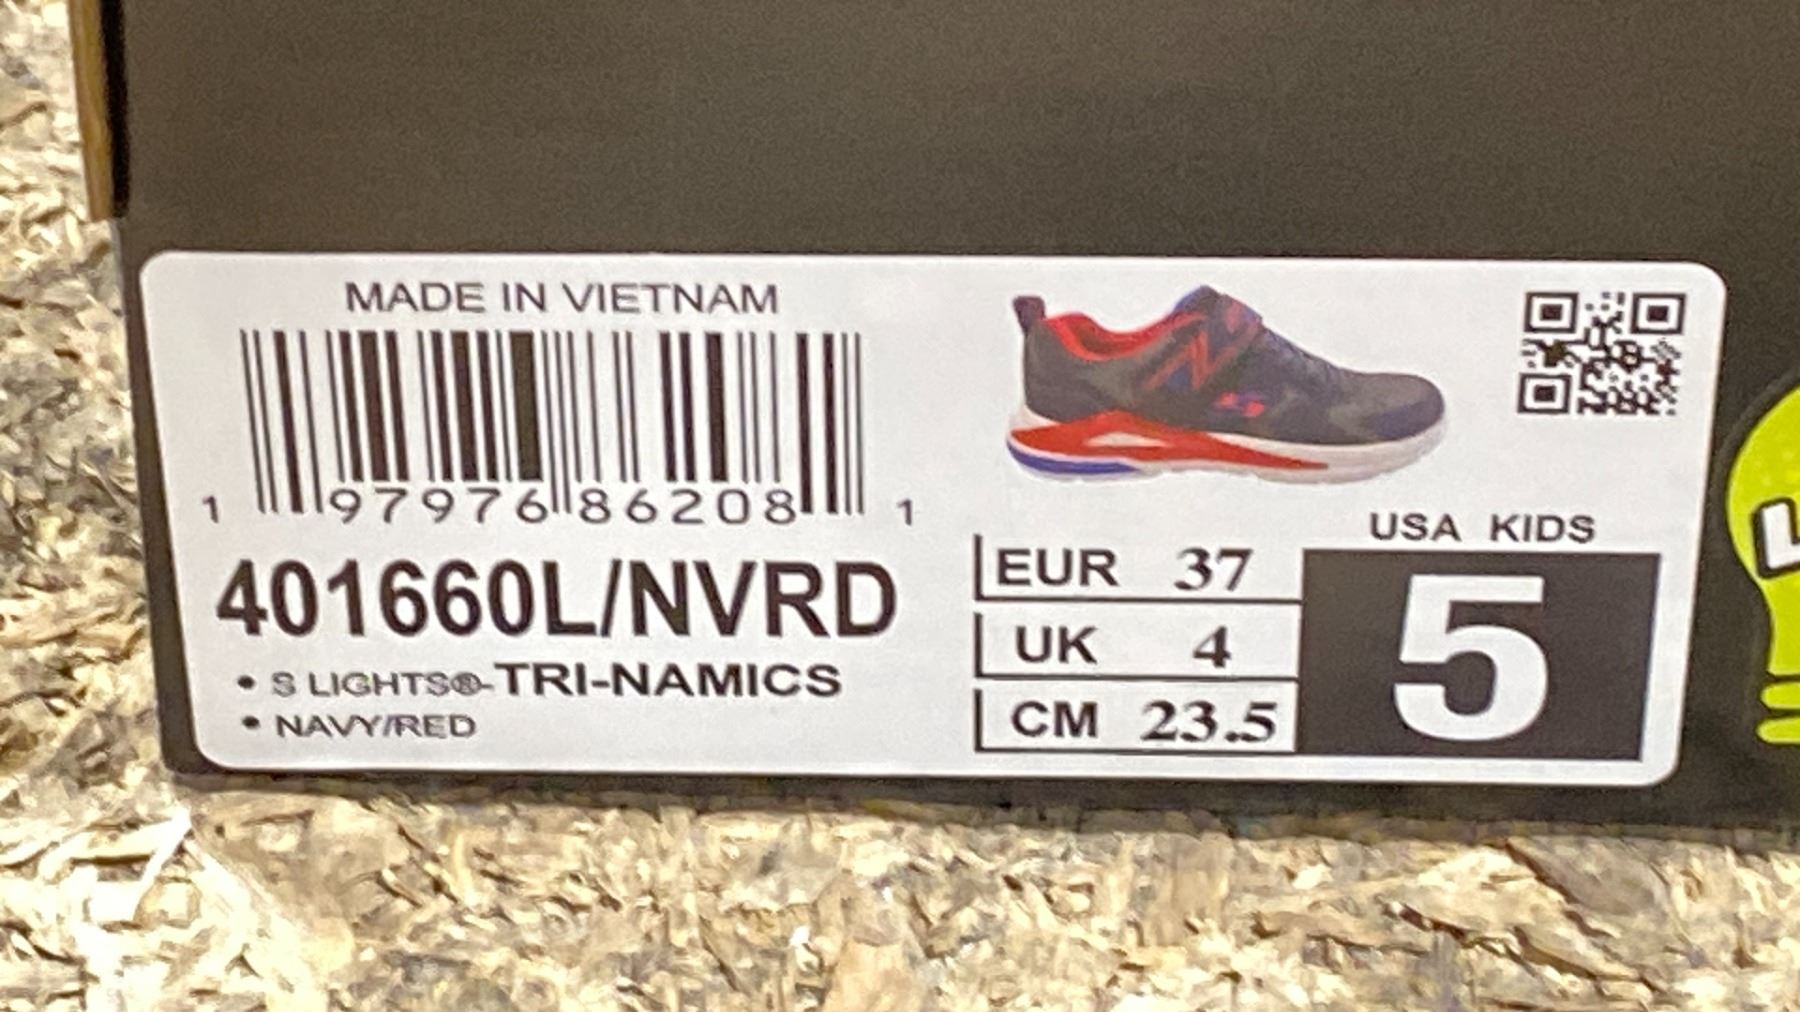 MADE IN VIETNAM
1 97976 86208 1
401660L/NVRD
• S LIGHTS®-TRI-NAMICS
• NAVY/RED
USA KIDS
EUR 37
UK 4
CM 23.5
5
L